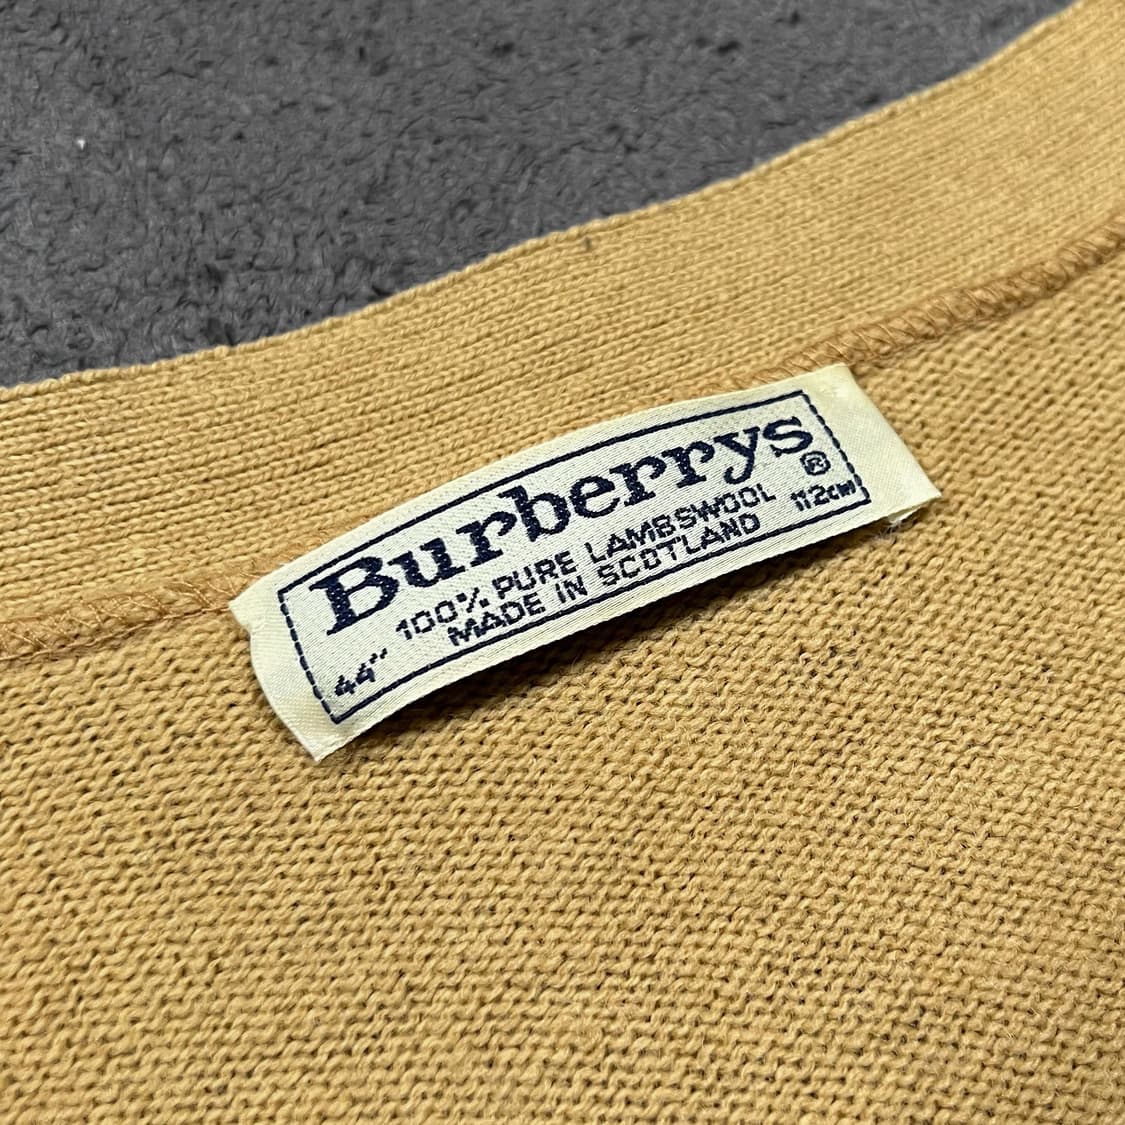 Burberrys ®
100% PURE LAMBSWOOL
44" MADE IN SCOTLAND 112cm